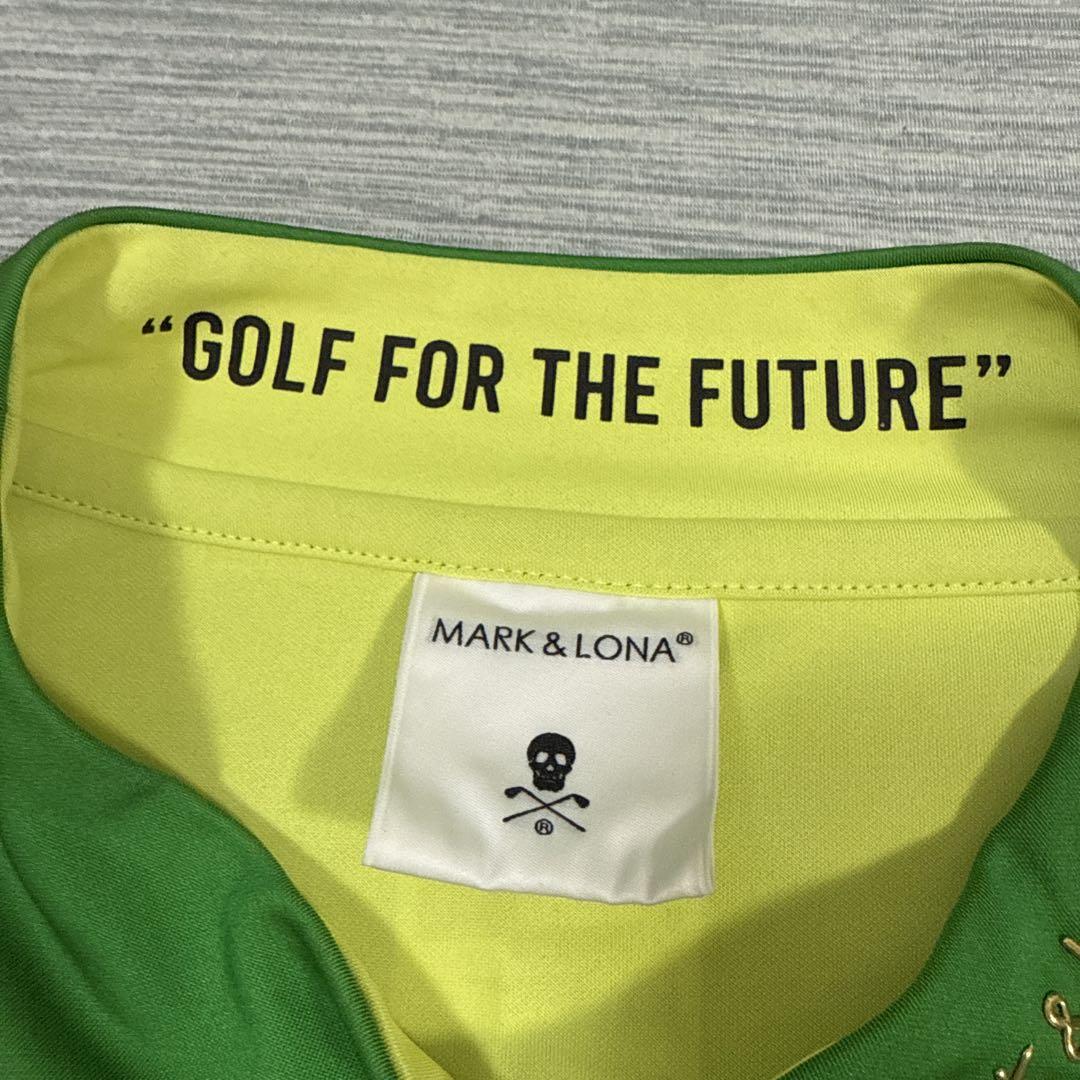 “GOLF FOR THE FUTURE”
MARK & LONA®
®